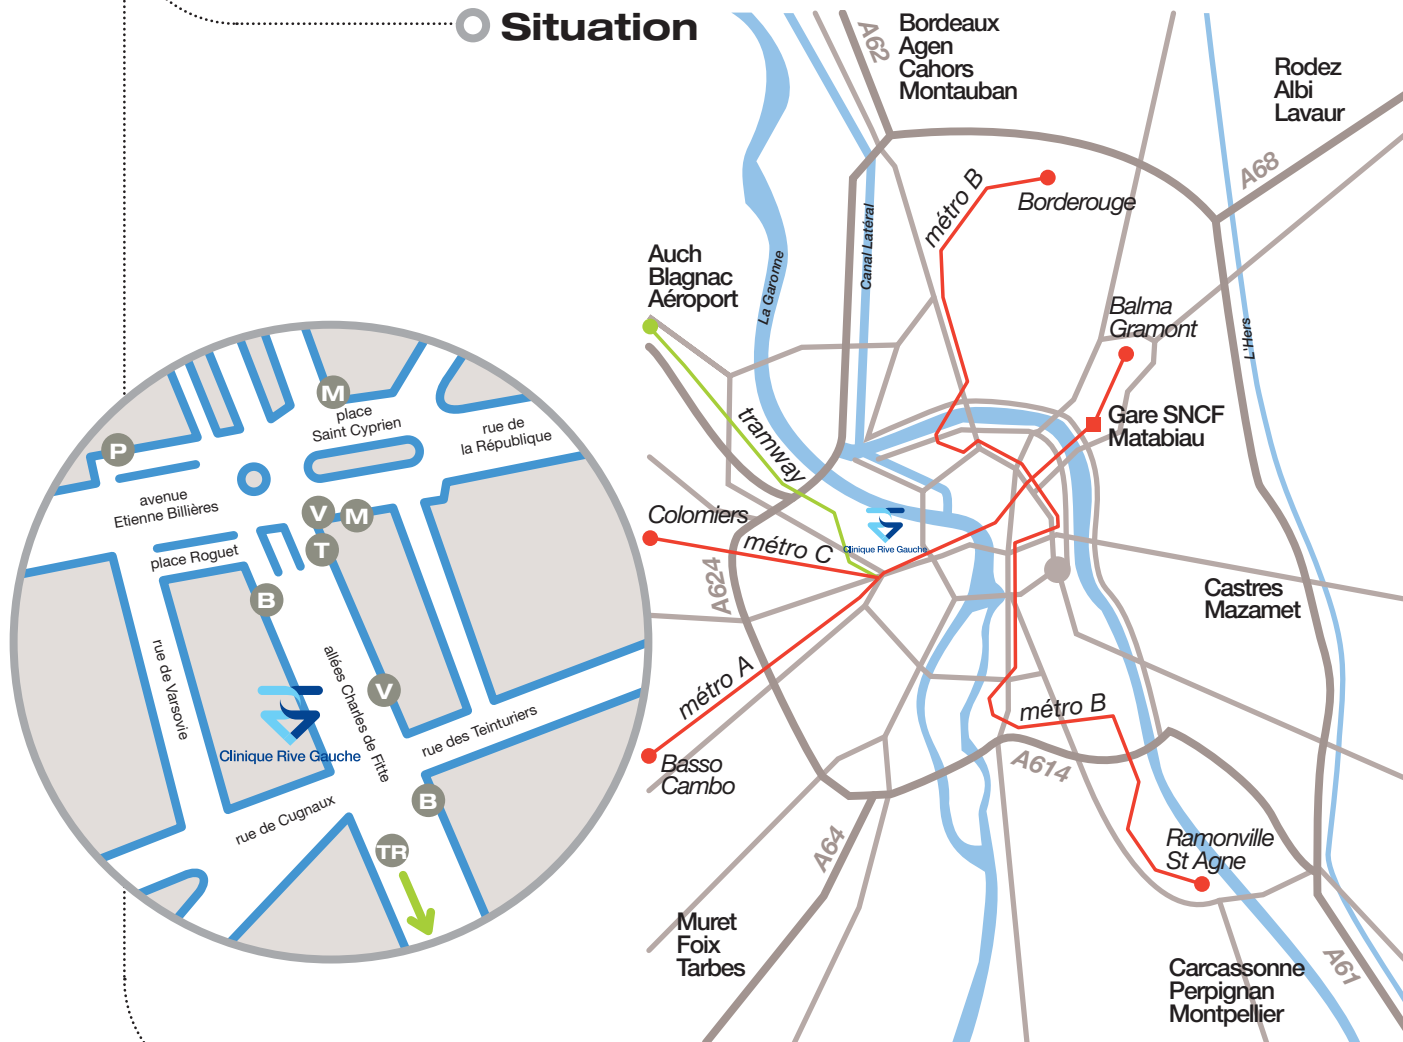 Situation
M
place
Saint Cyprien
rue de
la République
P
avenue
Etienne Billières
V
M
T
place Roguet
B
rue de Varsovie
allées Charles de Fitte
V
Clinique Rive Gauche
rue des Teinturiers
rue de Cugnaux
B
TR
A62
Bordeaux
Agen
Cahors
Montauban
Rodez
Albi
Lavaur
A68
métro B
Borderouge
Canal Latéral
La Garonne
Auch
Blagnac
Aéroport
Balma
Gramont
L'Hers
tramway
Gare SNCF
Matabiau
Colomiers
métro C
Clinique Rive Gauche
A624
Castres
Mazamet
métro A
métro B
Basso
Cambo
A614
A64
Ramonville
St Agne
Muret
Foix
Tarbes
Carcassonne
Perpignan
Montpellier
A61